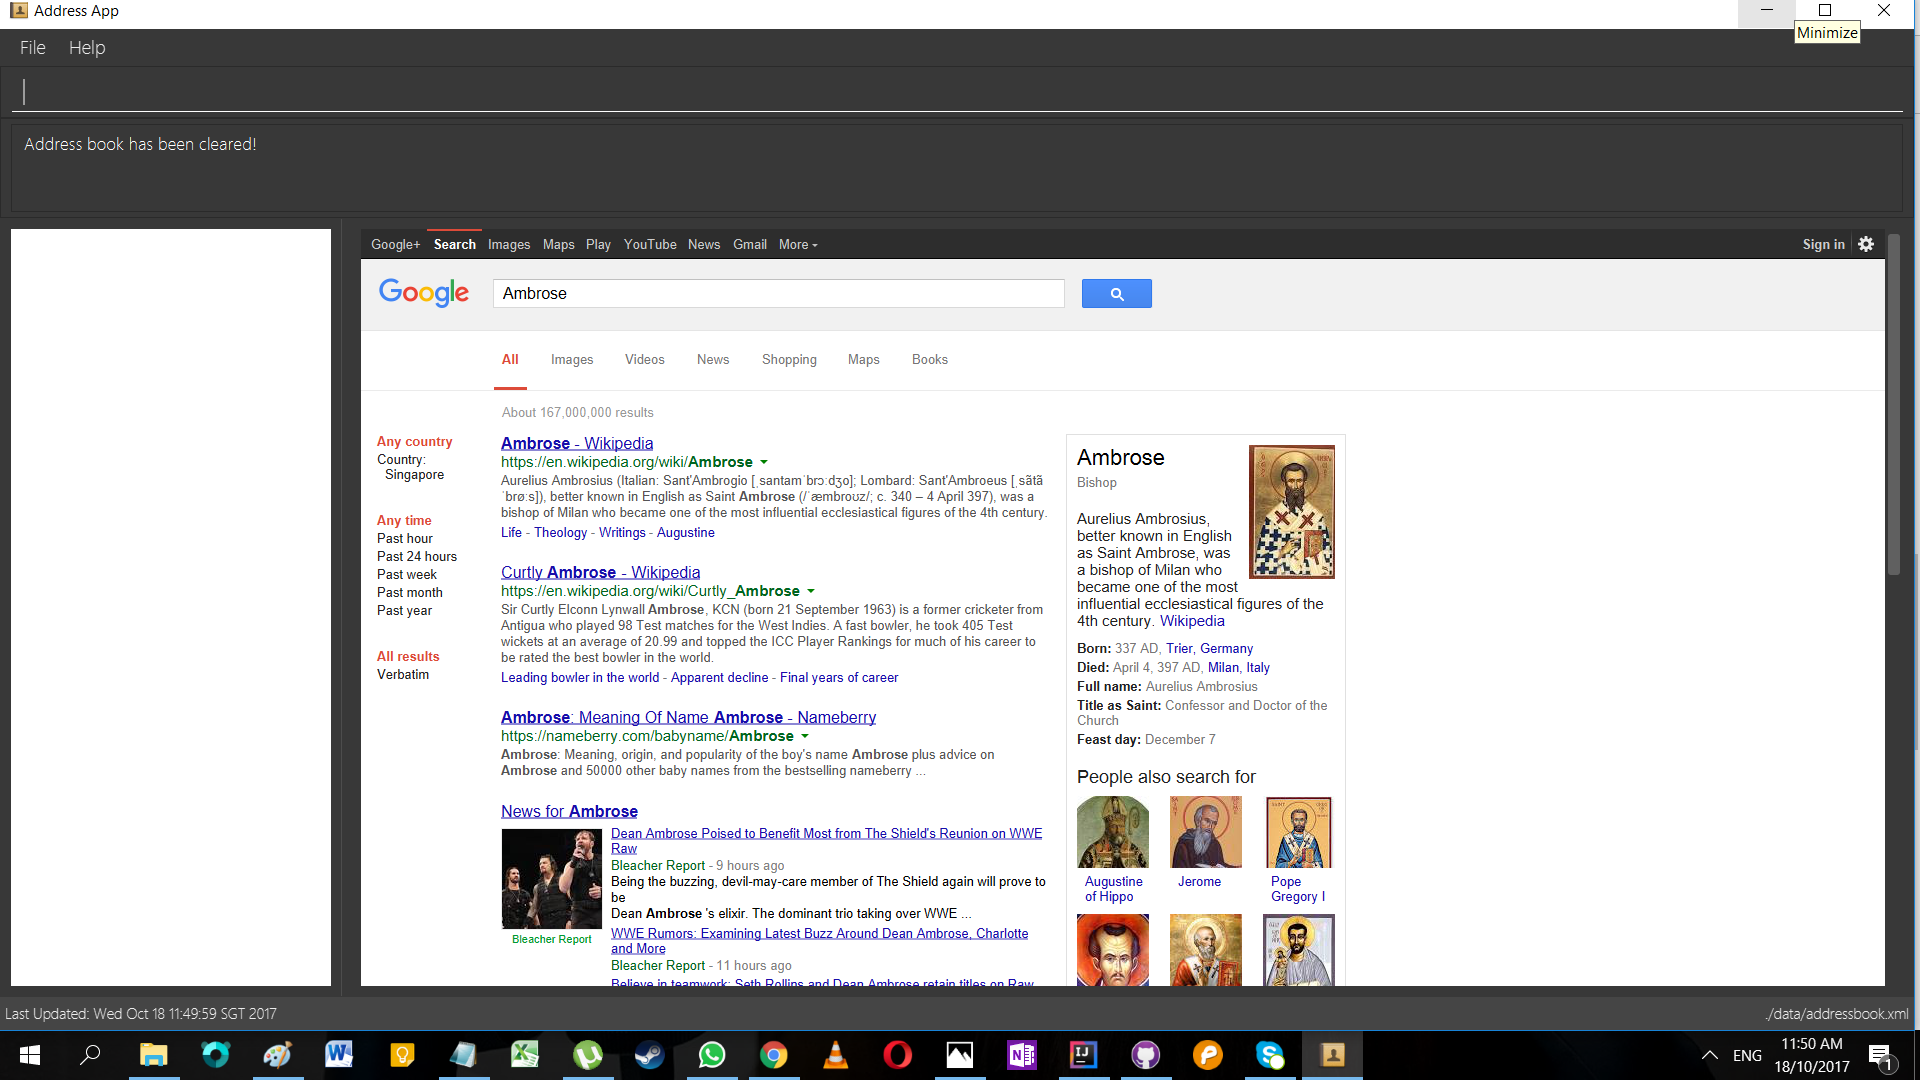 Address App
Minimize
File Help
Address book has been cleared!
Google+ Search Images Maps Play YouTube News Gmail More Sign in
Google Ambrose
All Images Videos News Shopping Maps Books
About 167,000,000 results
Any country
Country:
Singapore
Any time
Past hour
Past 24 hours
Past week
Past month
Past year
All results
Verbatim
Ambrose - Wikipedia
https://en.wikipedia.org/wiki/Ambrose
Aurelius Ambrosius (Italian: Sant'Ambrogio [ˌsantamˈbrɔːdʒo]; Lombard: Sant'Ambroeus [ˌsãtã
ˈbrøːs]), better known in English as Saint Ambrose (/ˈæmbroʊz/; c. 340 – 4 April 397), was a
bishop of Milan who became one of the most influential ecclesiastical figures of the 4th century.
Life - Theology - Writings - Augustine
Curtly Ambrose - Wikipedia
https://en.wikipedia.org/wiki/Curtly_Ambrose
Sir Curtly Elconn Lynwall Ambrose, KCN (born 21 September 1963) is a former cricketer from
Antigua who played 98 Test matches for the West Indies. A fast bowler, he took 405 Test
wickets at an average of 20.99 and topped the ICC Player Rankings for much of his career to
be rated the best bowler in the world.
Leading bowler in the world - Apparent decline - Final years of career
Ambrose: Meaning Of Name Ambrose - Nameberry
https://nameberry.com/babyname/Ambrose
Ambrose: Meaning, origin, and popularity of the boy's name Ambrose plus advice on
Ambrose and 50000 other baby names from the bestselling nameberry ...
News for Ambrose
Bleacher Report
Dean Ambrose Poised to Benefit Most from The Shield's Reunion on WWE
Raw
Bleacher Report - 9 hours ago
Being the buzzing, devil-may-care member of The Shield again will prove to
be
Dean Ambrose 's elixir. The dominant trio taking over WWE ...
WWE Rumors: Examining Latest Buzz Around Dean Ambrose, Charlotte
and More
Bleacher Report - 11 hours ago
Believe in teamwork: Seth Rollins and Dean Ambrose retain titles on Raw
Ambrose
Bishop
Aurelius Ambrosius,
better known in English
as Saint Ambrose, was
a bishop of Milan who
became one of the most
influential ecclesiastical figures of the
4th century. Wikipedia
Born: 337 AD, Trier, Germany
Died: April 4, 397 AD, Milan, Italy
Full name: Aurelius Ambrosius
Title as Saint: Confessor and Doctor of the
Church
Feast day: December 7
People also search for
Augustine
of Hippo
Jerome
Pope
Gregory I
Last Updated: Wed Oct 18 11:49:59 SGT 2017
./data/addressbook.xml
ENG
11:50 AM
18/10/2017
1